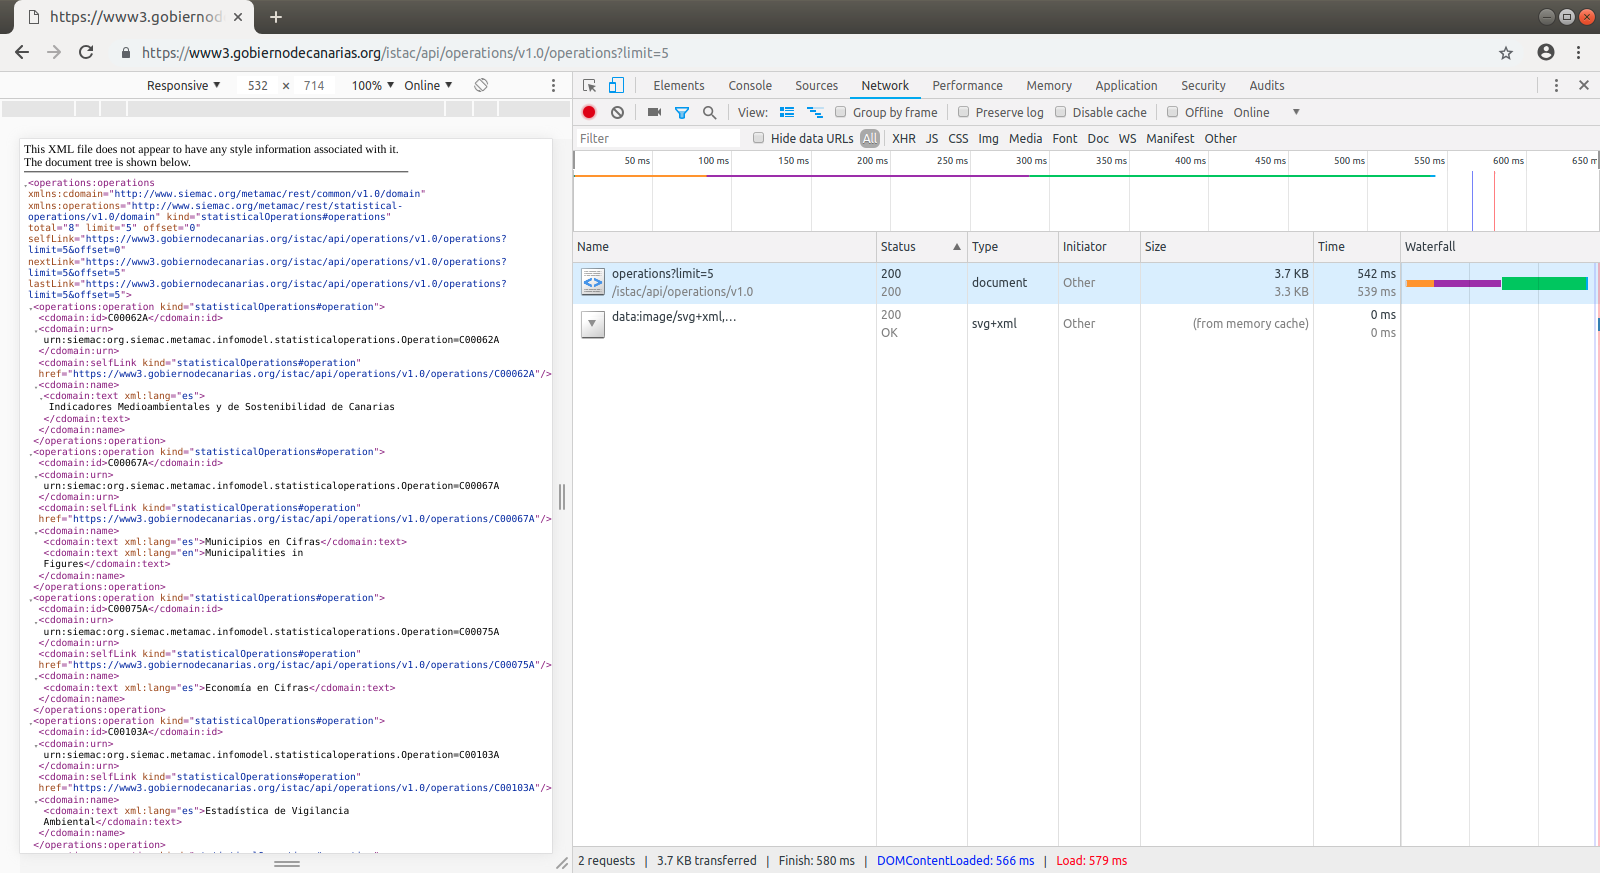 https://www3.gobiernod
https://www3.gobiernodecanarias.org/istac/api/operations/v1.0/operations?limit=5
Responsive 532 × 714 100% Online
Elements Console Sources Network Performance Memory Application Security Audits
View: Group by frame Preserve log Disable cache Offline Online
Filter Hide data URLs All XHR JS CSS Img Media Font Doc WS Manifest Other
50 ms 100 ms 150 ms 200 ms 250 ms 300 ms 350 ms 400 ms 450 ms 500 ms 550 ms 600 ms 650 m
Name Status Type Initiator Size Time Waterfall
operations?limit=5 200 document Other 3.7 KB 542 ms
/istac/api/operations/v1.0 200 3.3 KB 539 ms
data:image/svg+xml,... 200 svg+xml Other (from memory cache) 0 ms
OK 0 ms
2 requests | 3.7 KB transferred | Finish: 580 ms | DOMContentLoaded: 566 ms | Load: 579 ms
This XML file does not appear to have any style information associated with it.
The document tree is shown below.
<operations:operations
xmlns:cdomain="http://www.siemac.org/metamac/rest/common/v1.0/domain"
xmlns:operations="http://www.siemac.org/metamac/rest/statistical-
operations/v1.0/domain" kind="statisticalOperations#operations"
total="8" limit="5" offset="0"
selfLink="https://www3.gobiernodecanarias.org/istac/api/operations/v1.0/operations?
limit=5&offset=0"
nextLink="https://www3.gobiernodecanarias.org/istac/api/operations/v1.0/operations?
limit=5&offset=5"
lastLink="https://www3.gobiernodecanarias.org/istac/api/operations/v1.0/operations?
limit=5&offset=5">
<operations:operation kind="statisticalOperations#operation">
<cdomain:id>C00062A</cdomain:id>
<cdomain:urn>
urn:siemac:org.siemac.metamac.infomodel.statisticaloperations.Operation=C00062A
</cdomain:urn>
<cdomain:selfLink kind="statisticalOperations#operation"
href="https://www3.gobiernodecanarias.org/istac/api/operations/v1.0/operations/C00062A"/>
<cdomain:name>
<cdomain:text xml:lang="es">
Indicadores Medioambientales y de Sostenibilidad de Canarias
</cdomain:text>
</cdomain:name>
</operations:operation>
<operations:operation kind="statisticalOperations#operation">
<cdomain:id>C00067A</cdomain:id>
<cdomain:urn>
urn:siemac:org.siemac.metamac.infomodel.statisticaloperations.Operation=C00067A
</cdomain:urn>
<cdomain:selfLink kind="statisticalOperations#operation"
href="https://www3.gobiernodecanarias.org/istac/api/operations/v1.0/operations/C00067A"/>
<cdomain:name>
<cdomain:text xml:lang="es">Municipios en Cifras</cdomain:text>
<cdomain:text xml:lang="en">Municipalities in
Figures</cdomain:text>
</cdomain:name>
</operations:operation>
<operations:operation kind="statisticalOperations#operation">
<cdomain:id>C00075A</cdomain:id>
<cdomain:urn>
urn:siemac:org.siemac.metamac.infomodel.statisticaloperations.Operation=C00075A
</cdomain:urn>
<cdomain:selfLink kind="statisticalOperations#operation"
href="https://www3.gobiernodecanarias.org/istac/api/operations/v1.0/operations/C00075A"/>
<cdomain:name>
<cdomain:text xml:lang="es">Economía en Cifras</cdomain:text>
</cdomain:name>
</operations:operation>
<operations:operation kind="statisticalOperations#operation">
<cdomain:id>C00103A</cdomain:id>
<cdomain:urn>
urn:siemac:org.siemac.metamac.infomodel.statisticaloperations.Operation=C00103A
</cdomain:urn>
<cdomain:selfLink kind="statisticalOperations#operation"
href="https://www3.gobiernodecanarias.org/istac/api/operations/v1.0/operations/C00103A"/>
<cdomain:name>
<cdomain:text xml:lang="es">Estadística de Vigilancia
Ambiental</cdomain:text>
</cdomain:name>
</operations:operation>